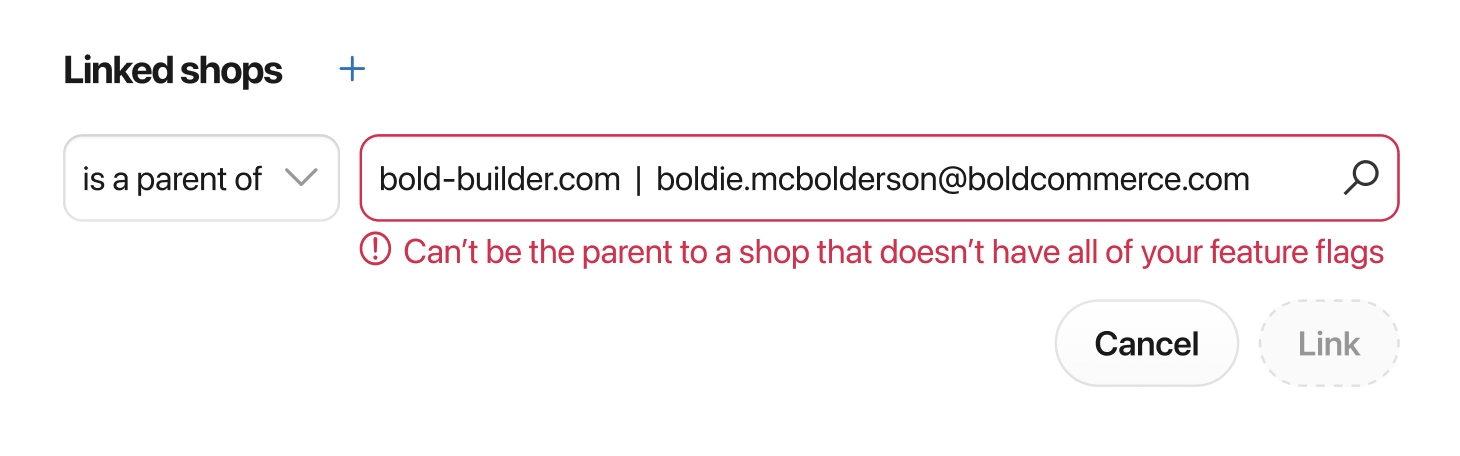 Linked shops +
is a parent of bold-builder.com | boldie.mcbolderson@boldcommerce.com
Can’t be the parent to a shop that doesn’t have all of your feature flags
Cancel Link